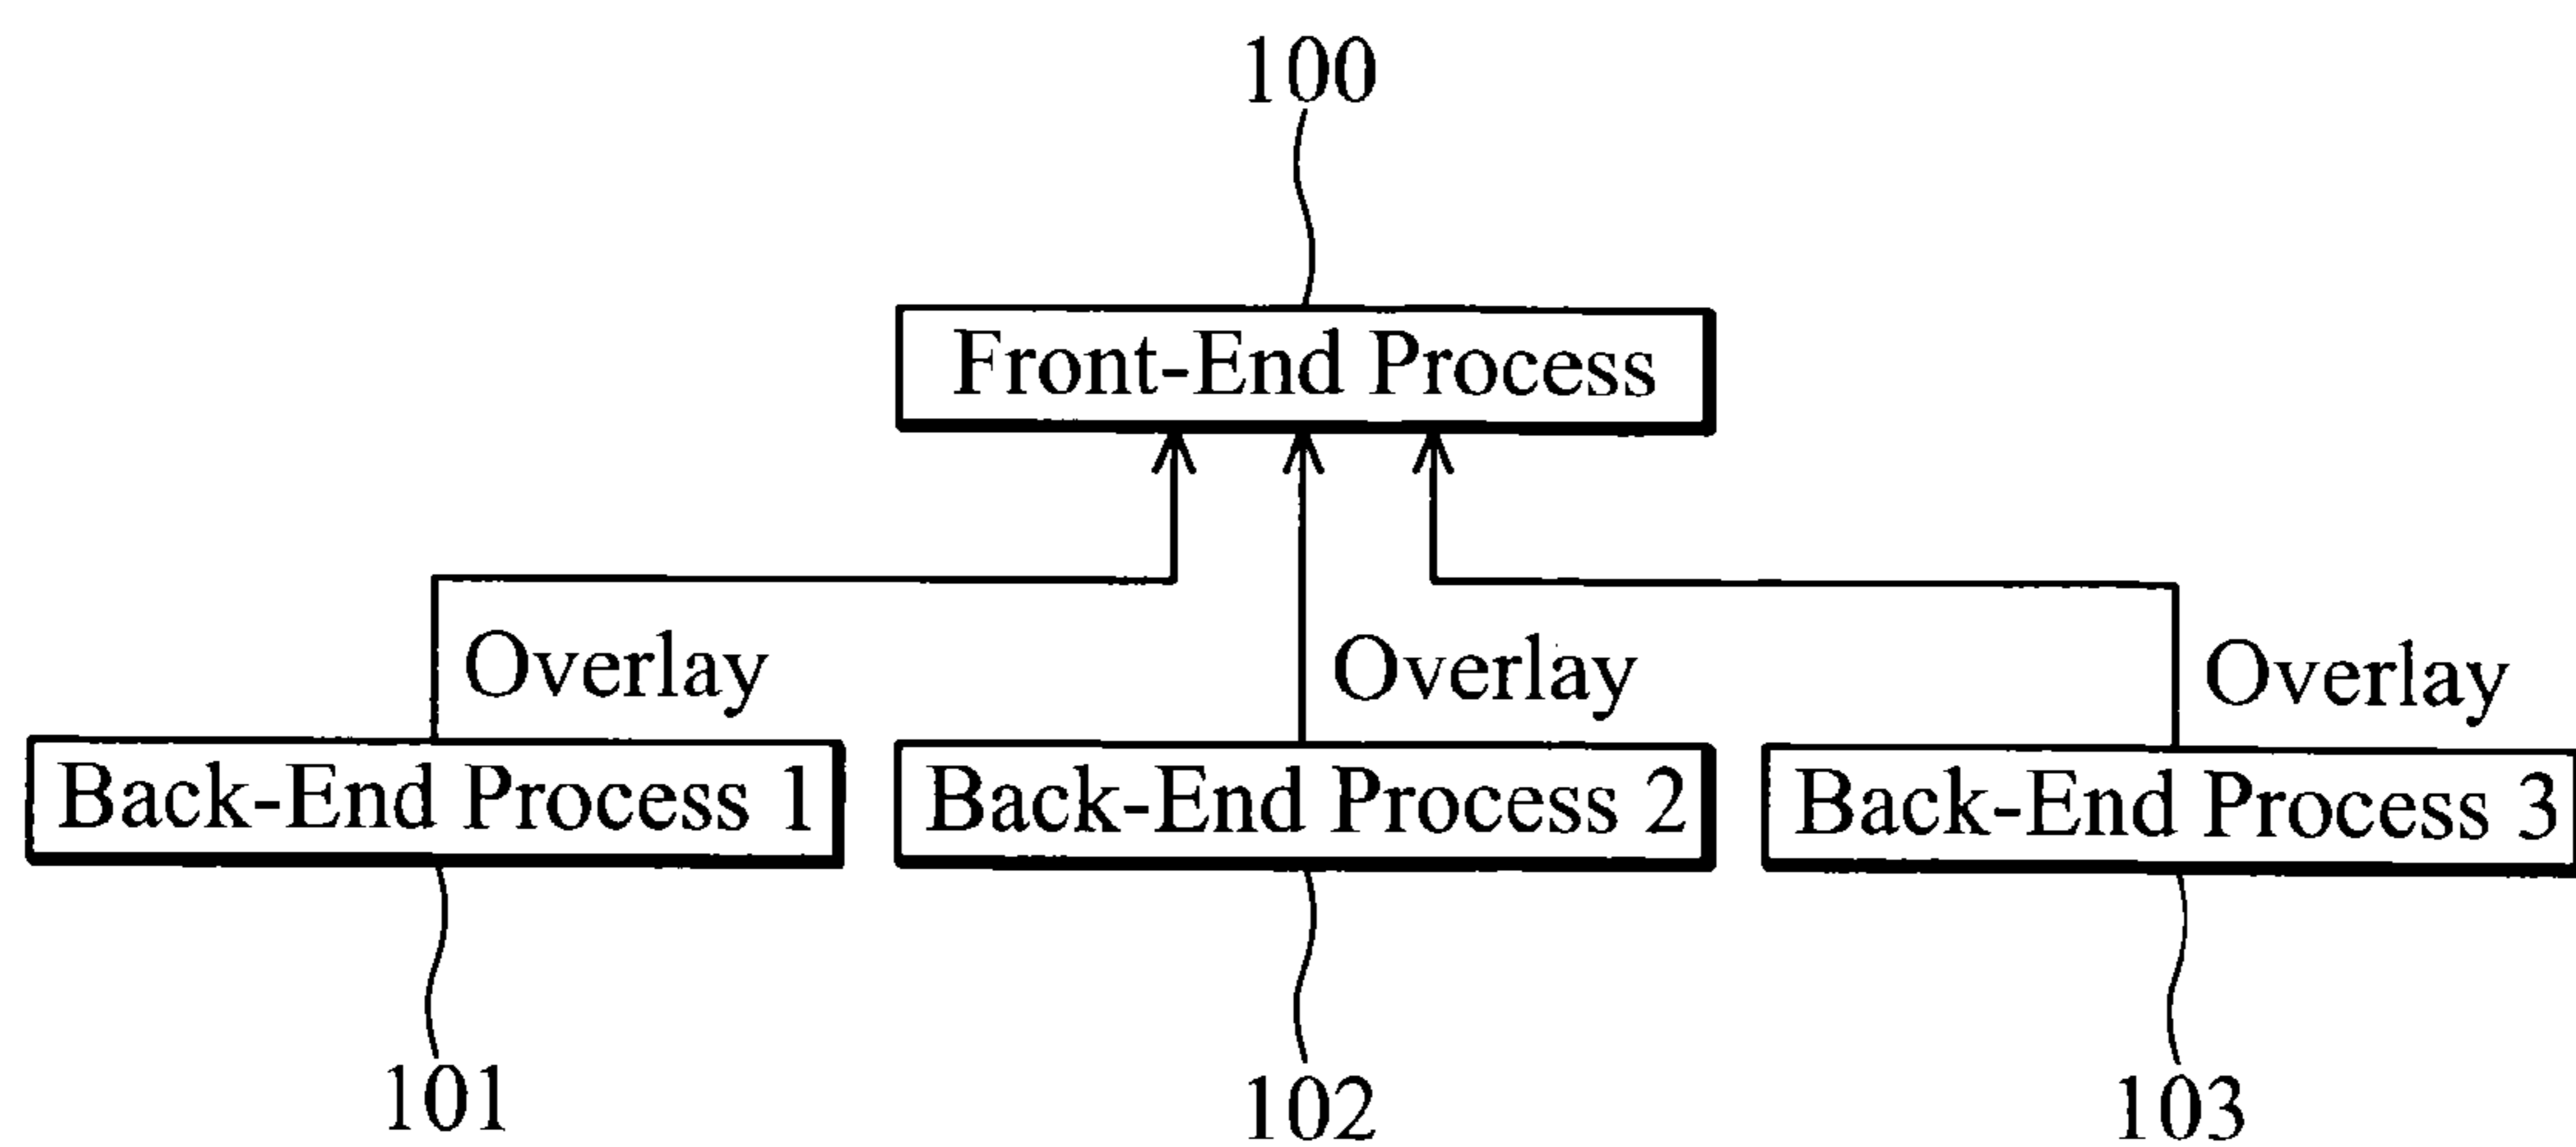 100
Front-End Process
Overlay
Overlay
Overlay
Back-End Process 1
Back-End Process 2
Back-End Process 3
101
102
103